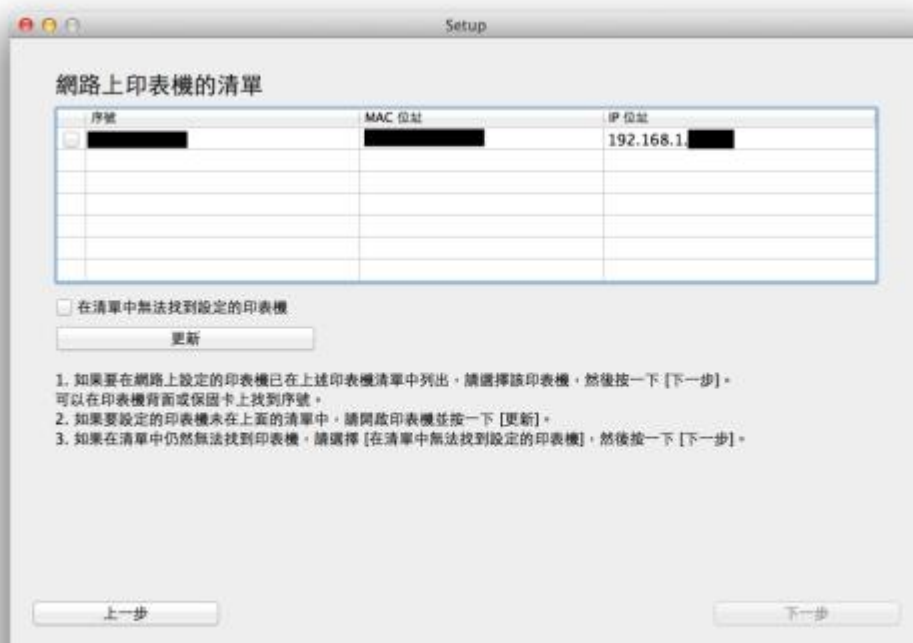 Setup
網路上印表機的清單
序號 MAC 位址 IP 位址
192.168.1.
在清單中無法找到設定的印表機
更新
1. 如果要在網路上設定的印表機已在上述印表機清單中列出，請選擇該印表機，然後按一下 [下一步]。
可以在印表機背面或保固卡上找到序號。
2. 如果要設定的印表機未在上面的清單中，請開啟印表機並按一下 [更新]。
3. 如果在清單中仍然無法找到印表機，請選擇 [在清單中無法找到設定的印表機]，然後按一下 [下一步]。
上一步 下一步